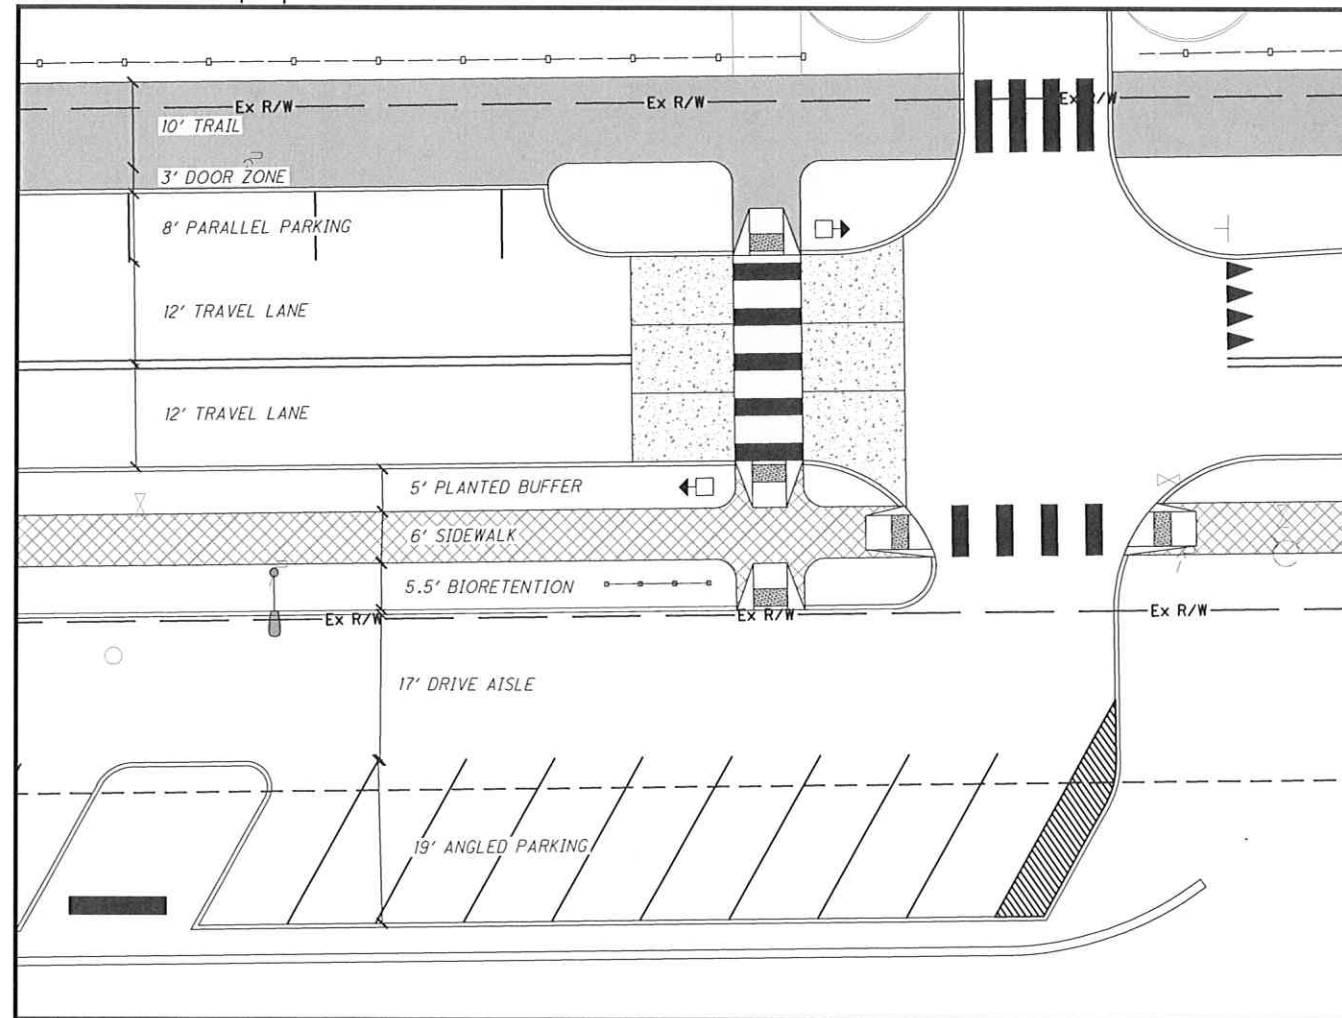 Ex R/W
Ex R/W
Ex R/W
10' TRAIL
3' DOOR ZONE
8' PARALLEL PARKING
12' TRAVEL LANE
12' TRAVEL LANE
5' PLANTED BUFFER
6' SIDEWALK
5.5' BIORETENTION
Ex R/W
Ex R/W
Ex R/W
17' DRIVE AISLE
19' ANGLED PARKING